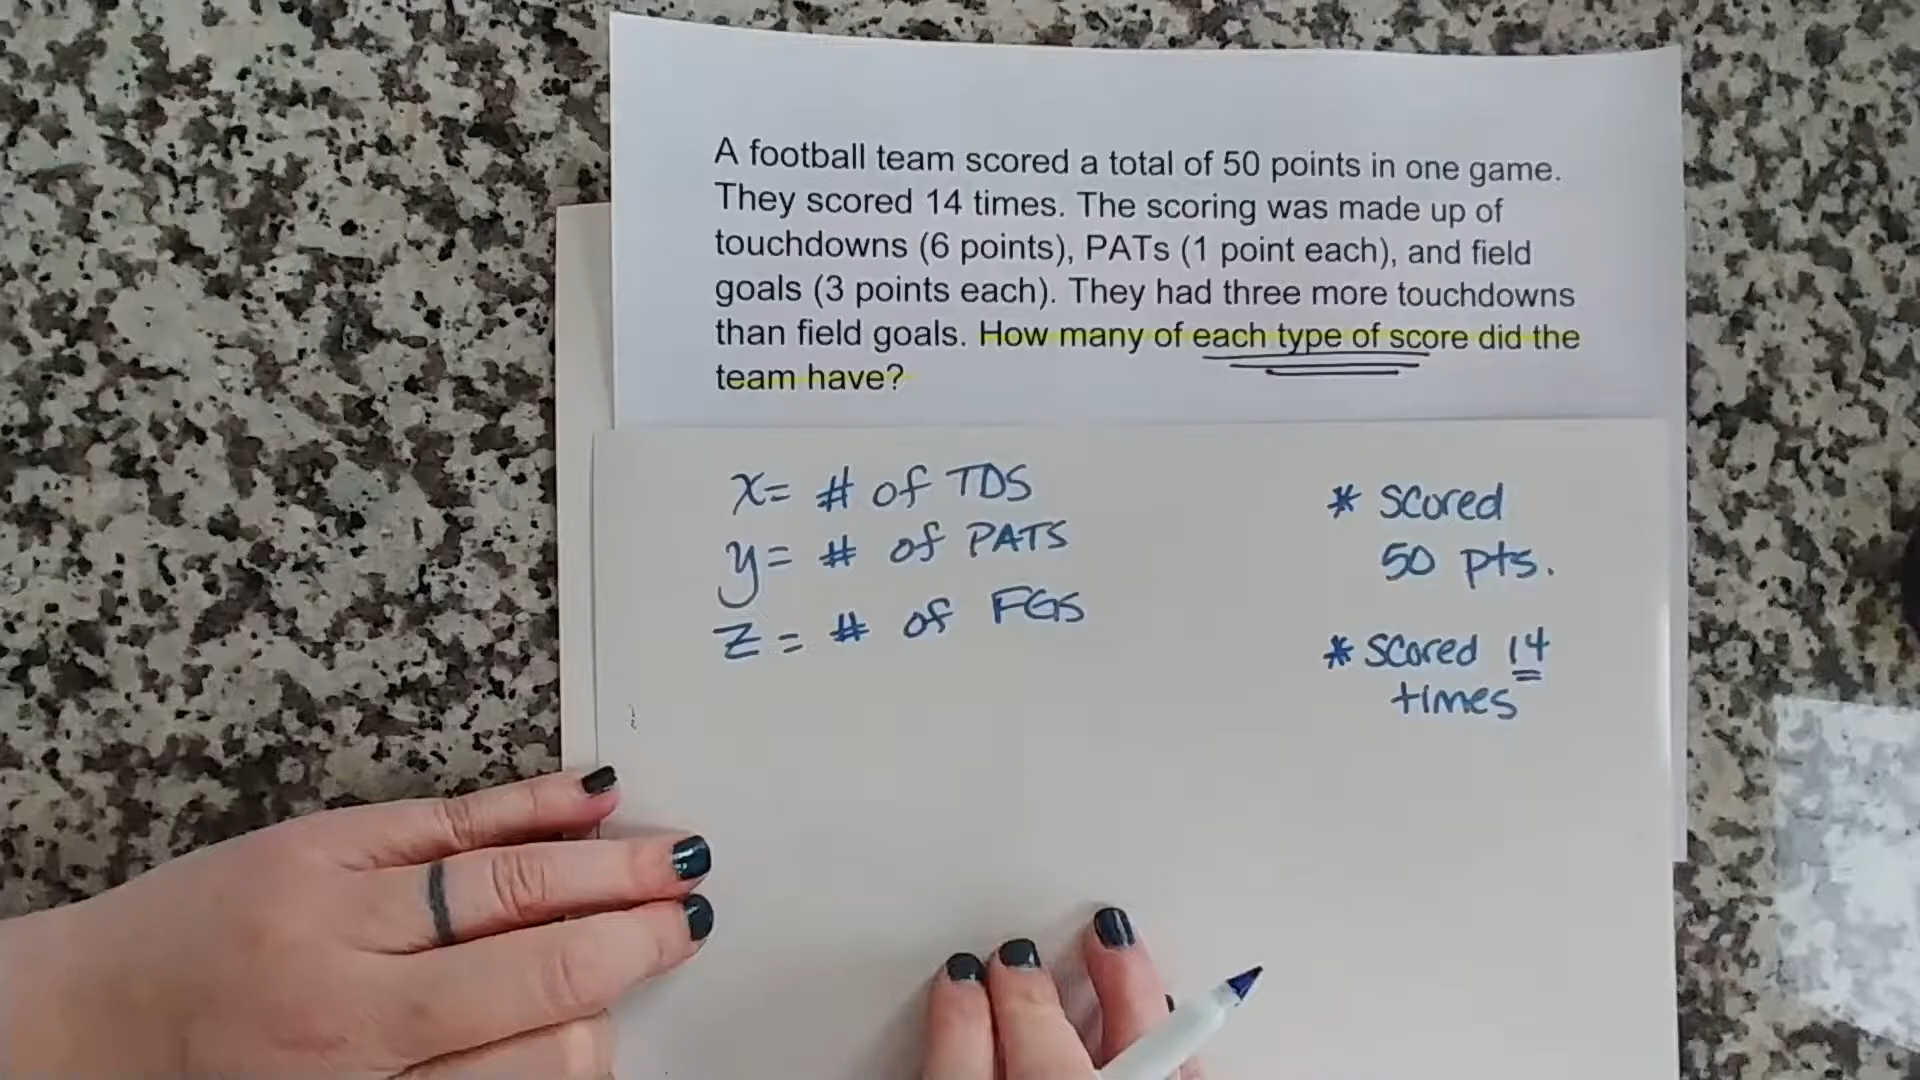 A football team scored a total of 50 points in one game.
They scored 14 times. The scoring was made up of
touchdowns (6 points), PATs (1 point each), and field
goals (3 points each). They had three more touchdowns
than field goals. How many of each type of score did the
team have?
x = # of TDS
y = # of PATS
z = # of FGS
* scored
50 pts.
* scored 14
times